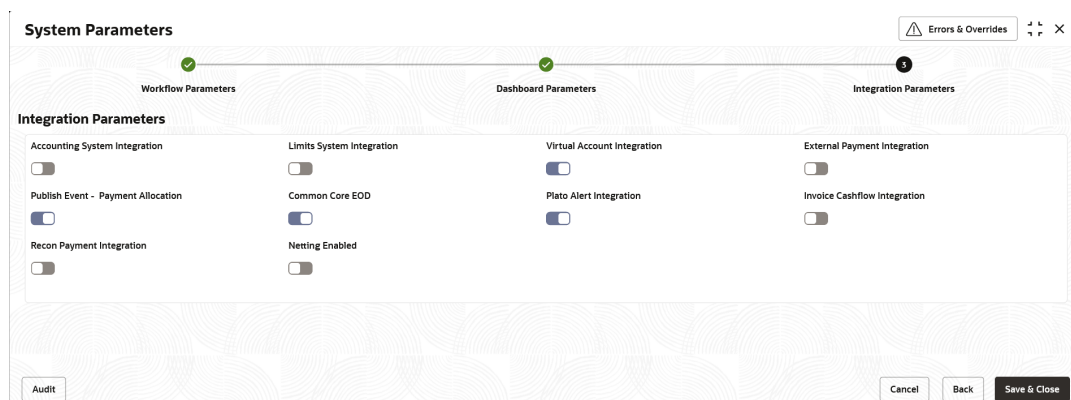 System Parameters
Errors & Overrides
3
Workflow Parameters
Dashboard Parameters
Integration Parameters
Integration Parameters
Accounting System Integration
Limits System Integration
Virtual Account Integration
External Payment Integration
Publish Event - Payment Allocation
Common Core EOD
Plato Alert Integration
Invoice Cashflow Integration
Recon Payment Integration
Netting Enabled
Audit
Cancel
Back
Save & Close